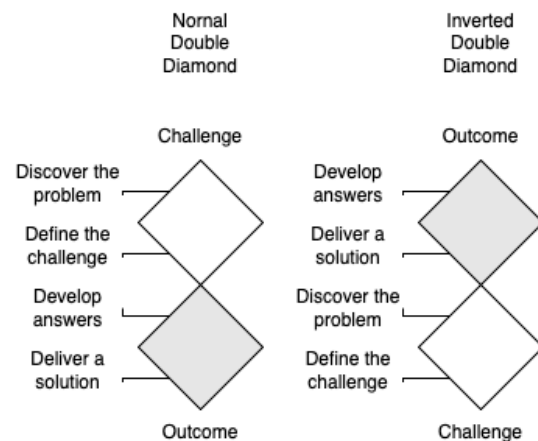 Nornal
Double
Diamond
Challenge
Discover the
problem
Define the
challenge
Develop
answers
Deliver a
solution
Outcome
Inverted
Double
Diamond
Outcome
Develop
answers
Deliver a
solution
Discover the
problem
Define the
challenge
Challenge